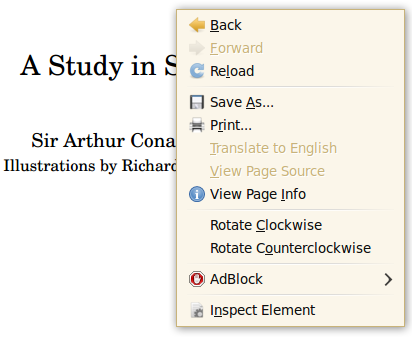 A Study in S
Sir Arthur Cona
Illustrations by Richard
Back
Forward
Reload
Save As...
Print...
Translate to English
View Page Source
View Page Info
Rotate Clockwise
Rotate Counterclockwise
AdBlock
Inspect Element